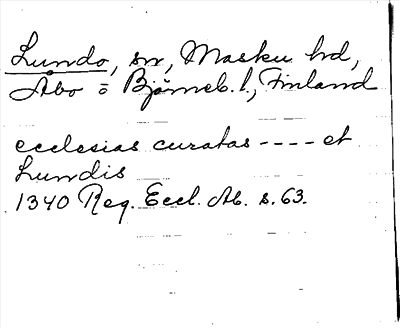 Lundo, sn, Masku hd,
Åbo o Björneb. l., Finland
ecclesias curatas ---- et
Lundis
1340 Reg. Eccl. Ab. s. 63.